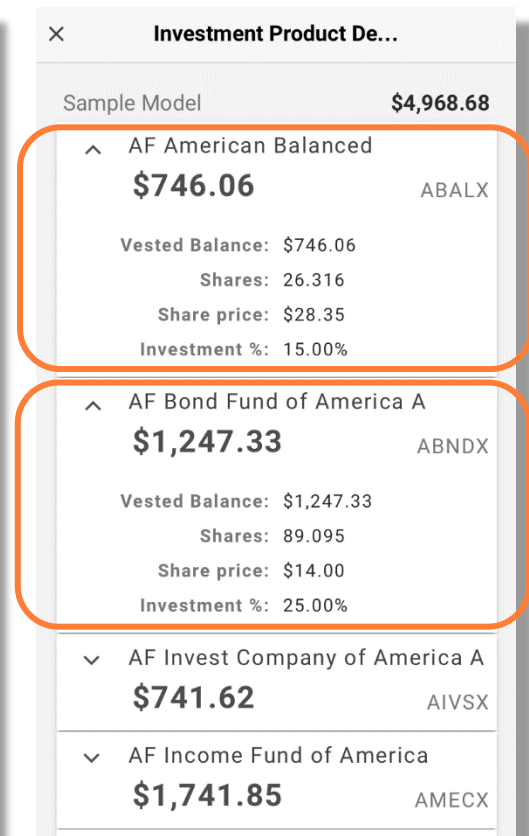 × Investment Product De...
Sample Model $4,968.68
AF American Balanced
$746.06 ABALX
Vested Balance: $746.06
Shares: 26.316
Share price: $28.35
Investment %: 15.00%
AF Bond Fund of America A
$1,247.33 ABNDX
Vested Balance: $1,247.33
Shares: 89.095
Share price: $14.00
Investment %: 25.00%
AF Invest Company of America A
$741.62 AIVSX
AF Income Fund of America
$1,741.85 AMECX